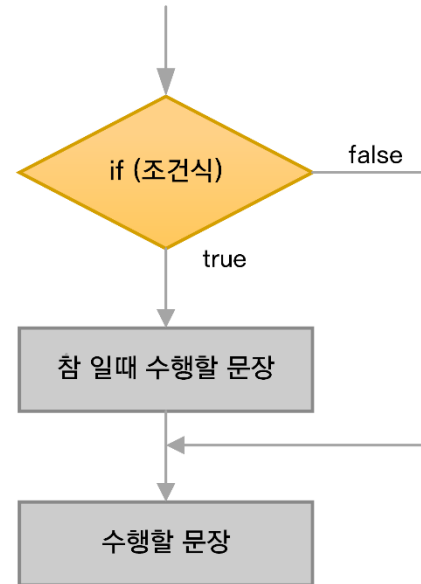 if (조건식)
false
true
참 일때 수행할 문장
수행할 문장